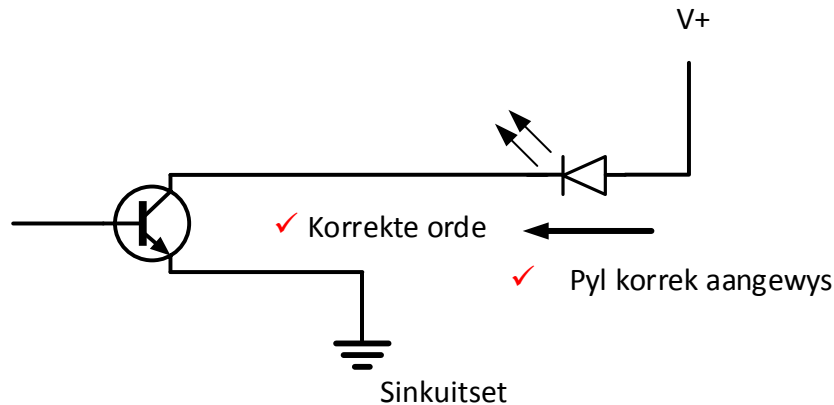 V+
✓ Korrekte orde
✓ Pyl korrek aangewys
Sinkuitset